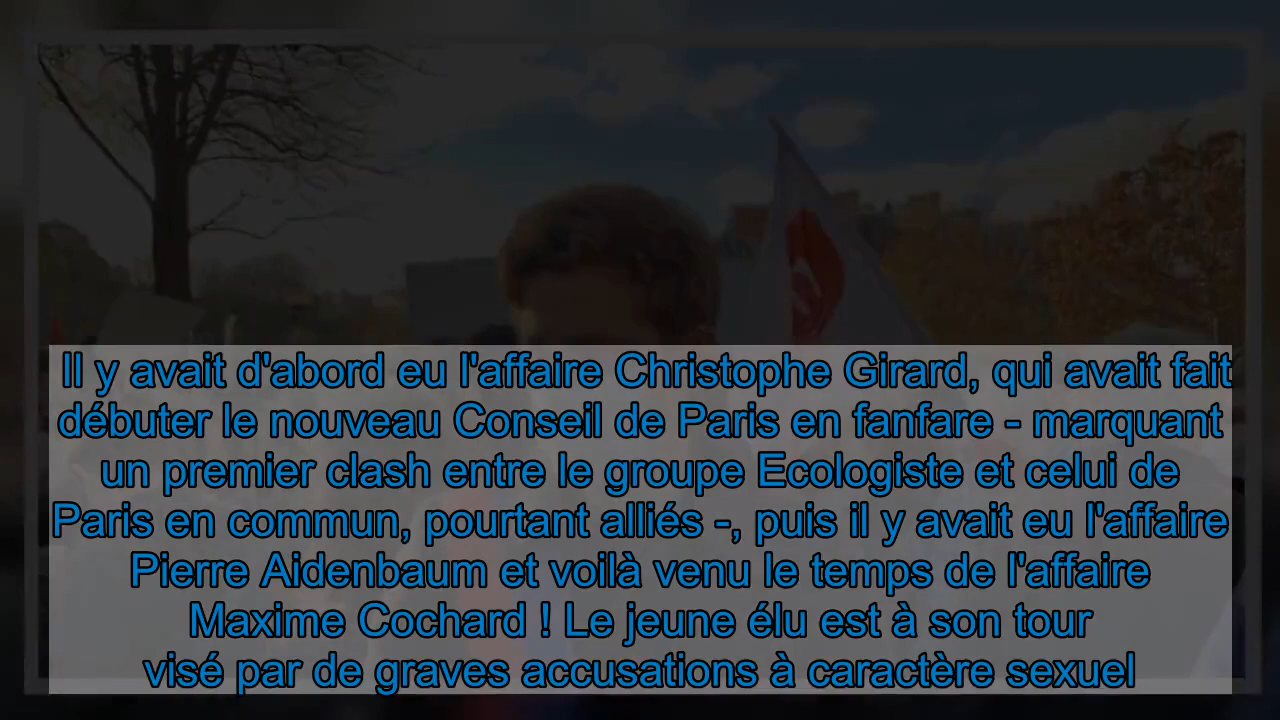 Il y avait d'abord eu l'affaire Christophe Girard, qui avait fait
débuter le nouveau Conseil de Paris en fanfare - marquant
un premier clash entre le groupe Ecologiste et celui de
Paris en commun, pourtant alliés -, puis il y avait eu l'affaire
Pierre Aidenbaum et voilà venu le temps de l'affaire
Maxime Cochard ! Le jeune élu est à son tour
visé par de graves accusations à caractère sexuel